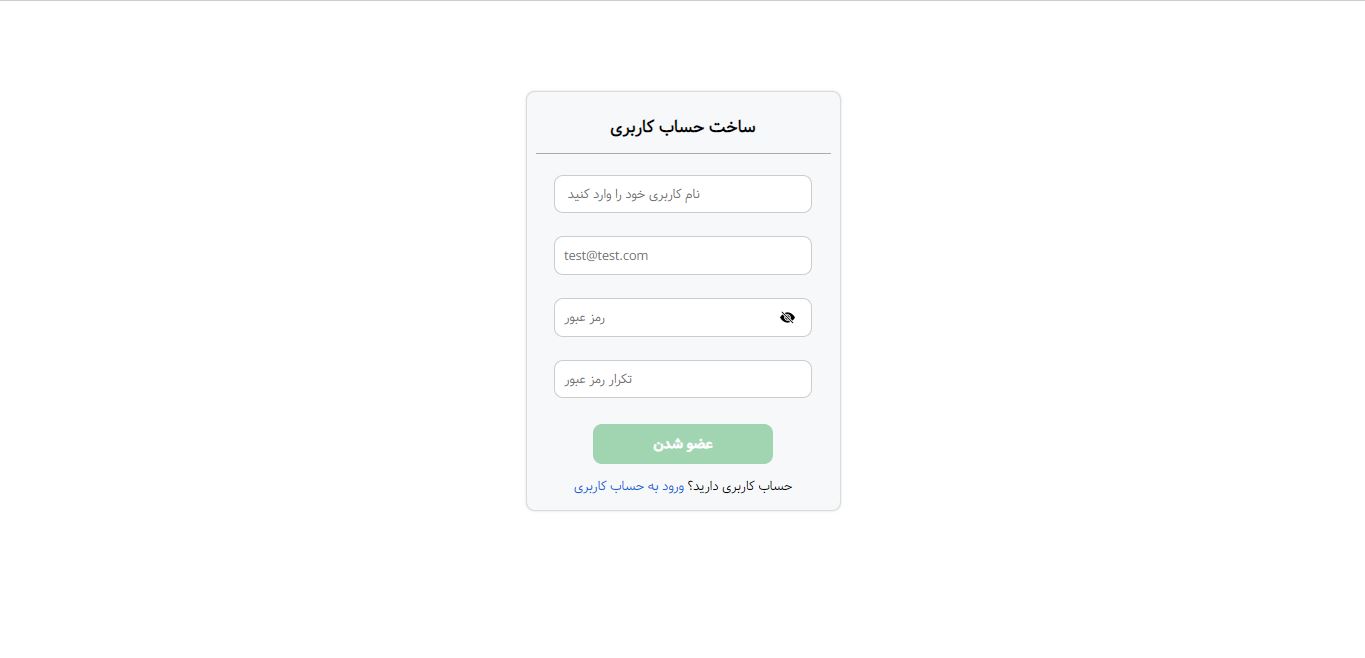 ساخت حساب کاربری
نام کاربری خود را وارد کنید
test@test.com
رمز عبور
تکرار رمز عبور
عضو شدن
حساب کاربری دارید؟ ورود به حساب کاربری